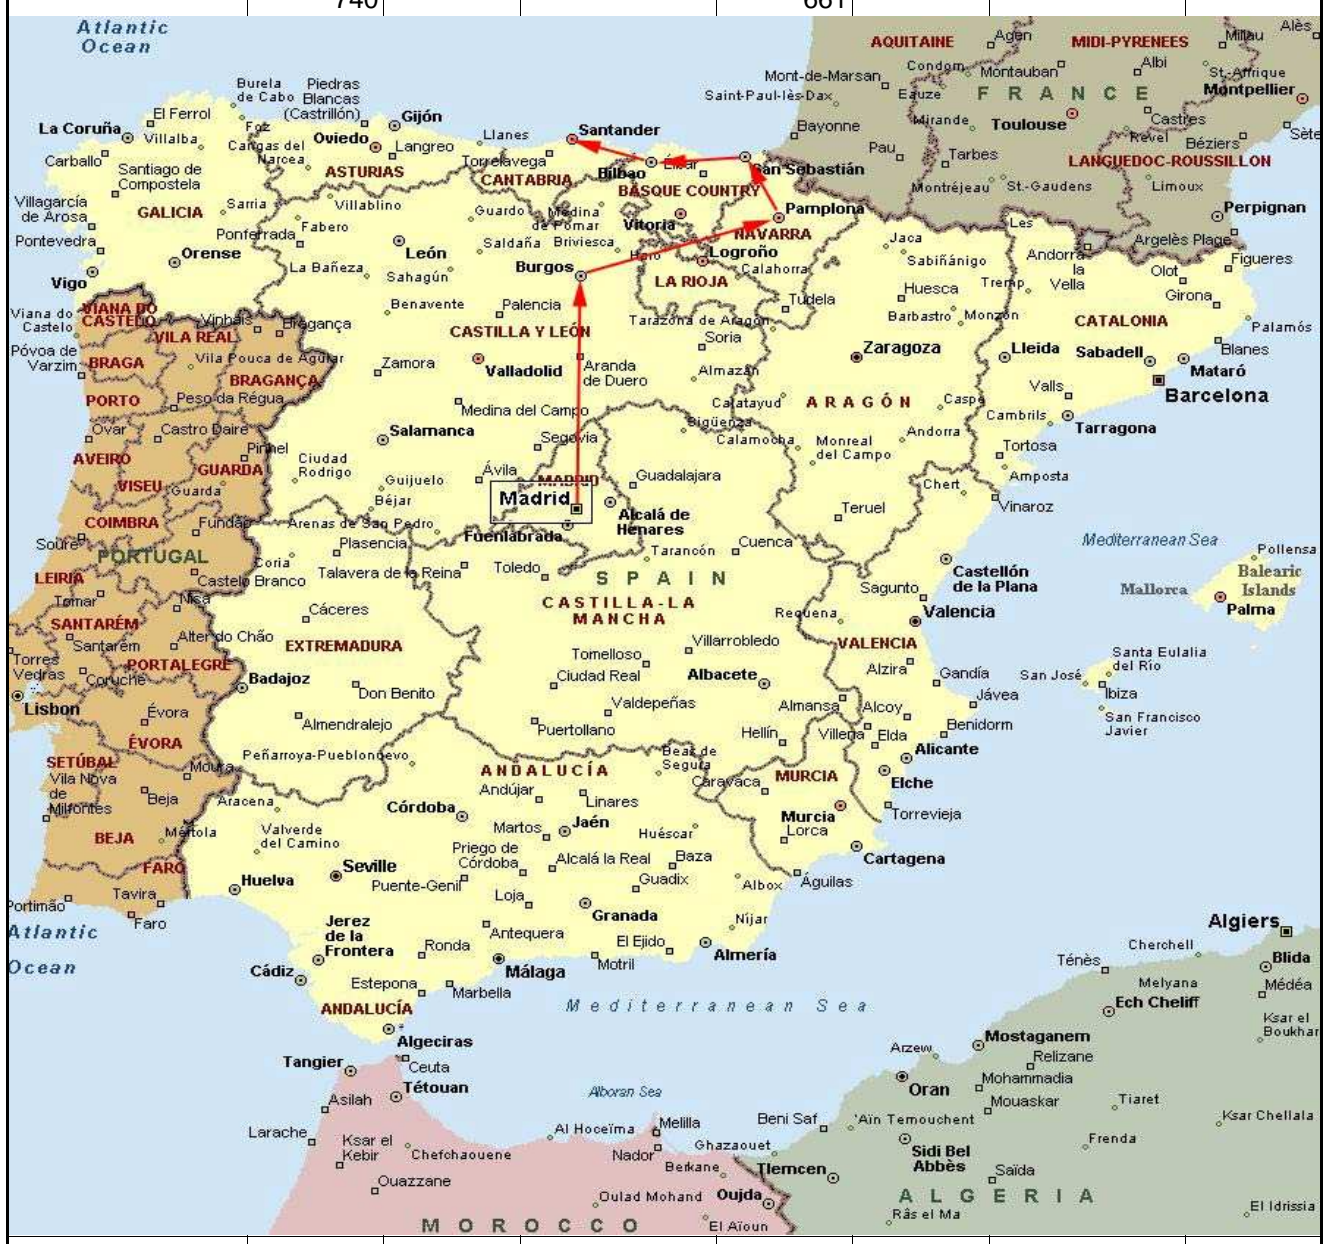 740 661
Atlantic
Ocean
AQUITAINE
Agen
MIDI-PYRENEES
Millau
Alès
Mont-de-Marsan
Condom
Montauban
Albi
St.-Affrique
Saint-Paul-lès-Dax
Eauze
FRANCE
Montpellier
Burela
de Cabo
Piedras
Blancas
(Castrillón)
El Ferrol
Gijón
La Coruña
Villalba
Foz
Oviedo
Llanes
Santander
Bayonne
Mirande
Toulouse
Castres
Revel
Béziers
Sète
Carballo
Cangas del
Narcea
Langreo
Torrelavega
Bilbao
Éibar
San Sebastián
Pau
Tarbes
LANGUEDOC-ROUSSILLON
Santiago de
Compostela
ASTURIAS
CANTABRIA
BASQUE COUNTRY
Montréjeau
St.-Gaudens
Limoux
Villagarcía
de Arosa
GALICIA
Sarria
Villablino
Guardo
Medina
de Pomar
Vitoria
Pamplona
Les
Perpignan
Pontevedra
Ponferrada
Fabero
León
Saldaña
Briviesca
NAVARRA
Jaca
Argelès Plage
Orense
Burgos
Haro
Logroño
Sabiñánigo
Andorra
la
Vella
Figueres
Vigo
La Bañeza
Sahagún
LA RIOJA
Calahorra
Huesca
Tremp
Olot
Girona
Viana do
Castelo
VIANA DO
CASTELO
Vinhais
Bragança
Benavente
Palencia
Tudela
Barbastro
Monzón
CATALONIA
Palamós
VILA REAL
CASTILLA Y LEÓN
Tarazona de Aragón
Soria
Póvoa de
Varzim
BRAGA
Vila Pouca de Aguiar
Zamora
Valladolid
Aranda
de Duero
Almazán
Zaragoza
Lleida
Sabadell
Blanes
Mataró
BRAGANÇA
PORTO
Peso da Régua
Medina del Campo
Calatayud
ARAGÓN
Caspe
Valls
Barcelona
Ovar
Castro Daire
Salamanca
Segovia
Sigüenza
Calamocha
Monreal
del Campo
Andorra
Cambrils
Tarragona
Pinhel
AVEIRO
GUARDA
Ciudad
Rodrigo
Tortosa
VISEU
Guarda
Guijuelo
Ávila
MADRID
Guadalajara
Chert
Amposta
Béjar
Madrid
Teruel
Vinaroz
COIMBRA
Fundão
Arenas de San Pedro
Fuenlabrada
Alcalá de
Henares
Soure
PORTUGAL
Plasencia
Tarancón
Cuenca
Mediterranean Sea
Pollensa
LEIRIA
Coria
Castelo Branco
Talavera de la Reina
Toledo
SPAIN
Castellón
de la Plana
Mallorca
Balearic
Islands
Palma
Tomar
Nisa
Cáceres
CASTILLA-LA
MANCHA
Sagunto
SANTARÉM
Requena
Valencia
Santarém
Alter do Chão
EXTREMADURA
Villarrobledo
VALENCIA
Torres
Vedras
PORTALEGRE
Tomelloso
Alzira
Santa Eulalia
del Río
Coruche
Badajoz
Don Benito
Ciudad Real
Albacete
Gandía
San José
Ibiza
Lisbon
Évora
Almendralejo
Valdepeñas
Almansa
Alcoy
Jávea
San Francisco
Javier
ÉVORA
Puertollano
Hellín
Villena
Elda
Benidorm
SETÚBAL
Peñarroya-Pueblonuevo
Beas de
Segura
Alicante
Vila Nova
de
Milfontes
Moura
ANDALUCÍA
Caravaca
MURCIA
Elche
Beja
Aracena
Andújar
Linares
Córdoba
Murcia
Torrevieja
BEJA
Mértola
Valverde
del Camino
Martos
Jaén
Huéscar
Lorca
Cartagena
FARO
Seville
Priego de
Córdoba
Alcalá la Real
Baza
Huelva
Puente-Genil
Guadix
Albox
Águilas
Portimão
Tavira
Loja
Granada
Faro
Jerez
de la
Frontera
Antequera
Níjar
Atlantic
Ocean
Ronda
El Ejido
Almería
Algiers
Cádiz
Málaga
Motril
Cherchell
Ténès
Blida
Estepona
Marbella
Melyana
Médéa
ANDALUCÍA
Mediterranean Sea
Ech Cheliff
Ksar el
Boukhar
Algeciras
Mostaganem
Tangier
Ceuta
Arzew
Relizane
Tétouan
Alboran Sea
Oran
Mohammadia
Asilah
Mouaskar
Tiaret
Larache
Al Hoceïma
Melilla
Beni Saf
'Aïn Temouchent
Ksar Chellala
Ksar el
Kebir
Chefchaouene
Nador
Ghazaouet
Sidi Bel
Abbès
Frenda
Berkane
Tlemcen
Saïda
Ouazzane
Oulad Mohand
Oujda
ALGERIA
MOROCCO
El Aïoun
Râs el Ma
El Idrissia